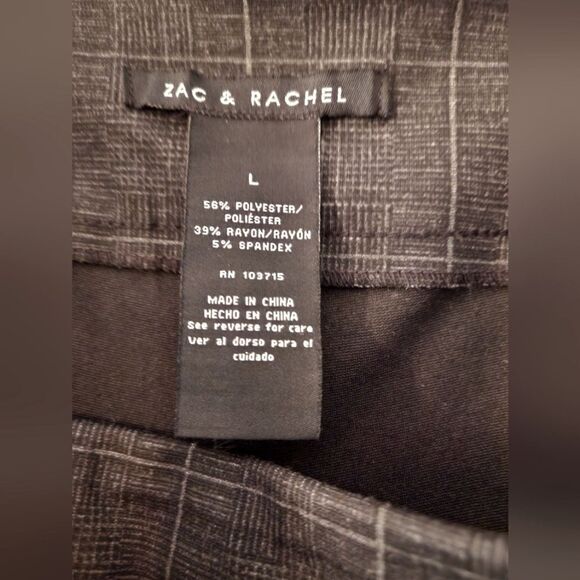 ZAC & RACHEL
L
56% POLYESTER/
POLIÉSTER
39% RAYON/RAYÓN
5% SPANDEX
RN 103715
MADE IN CHINA
HECHO EN CHINA
See reverse for care
Ver al dorso para el
cuidado